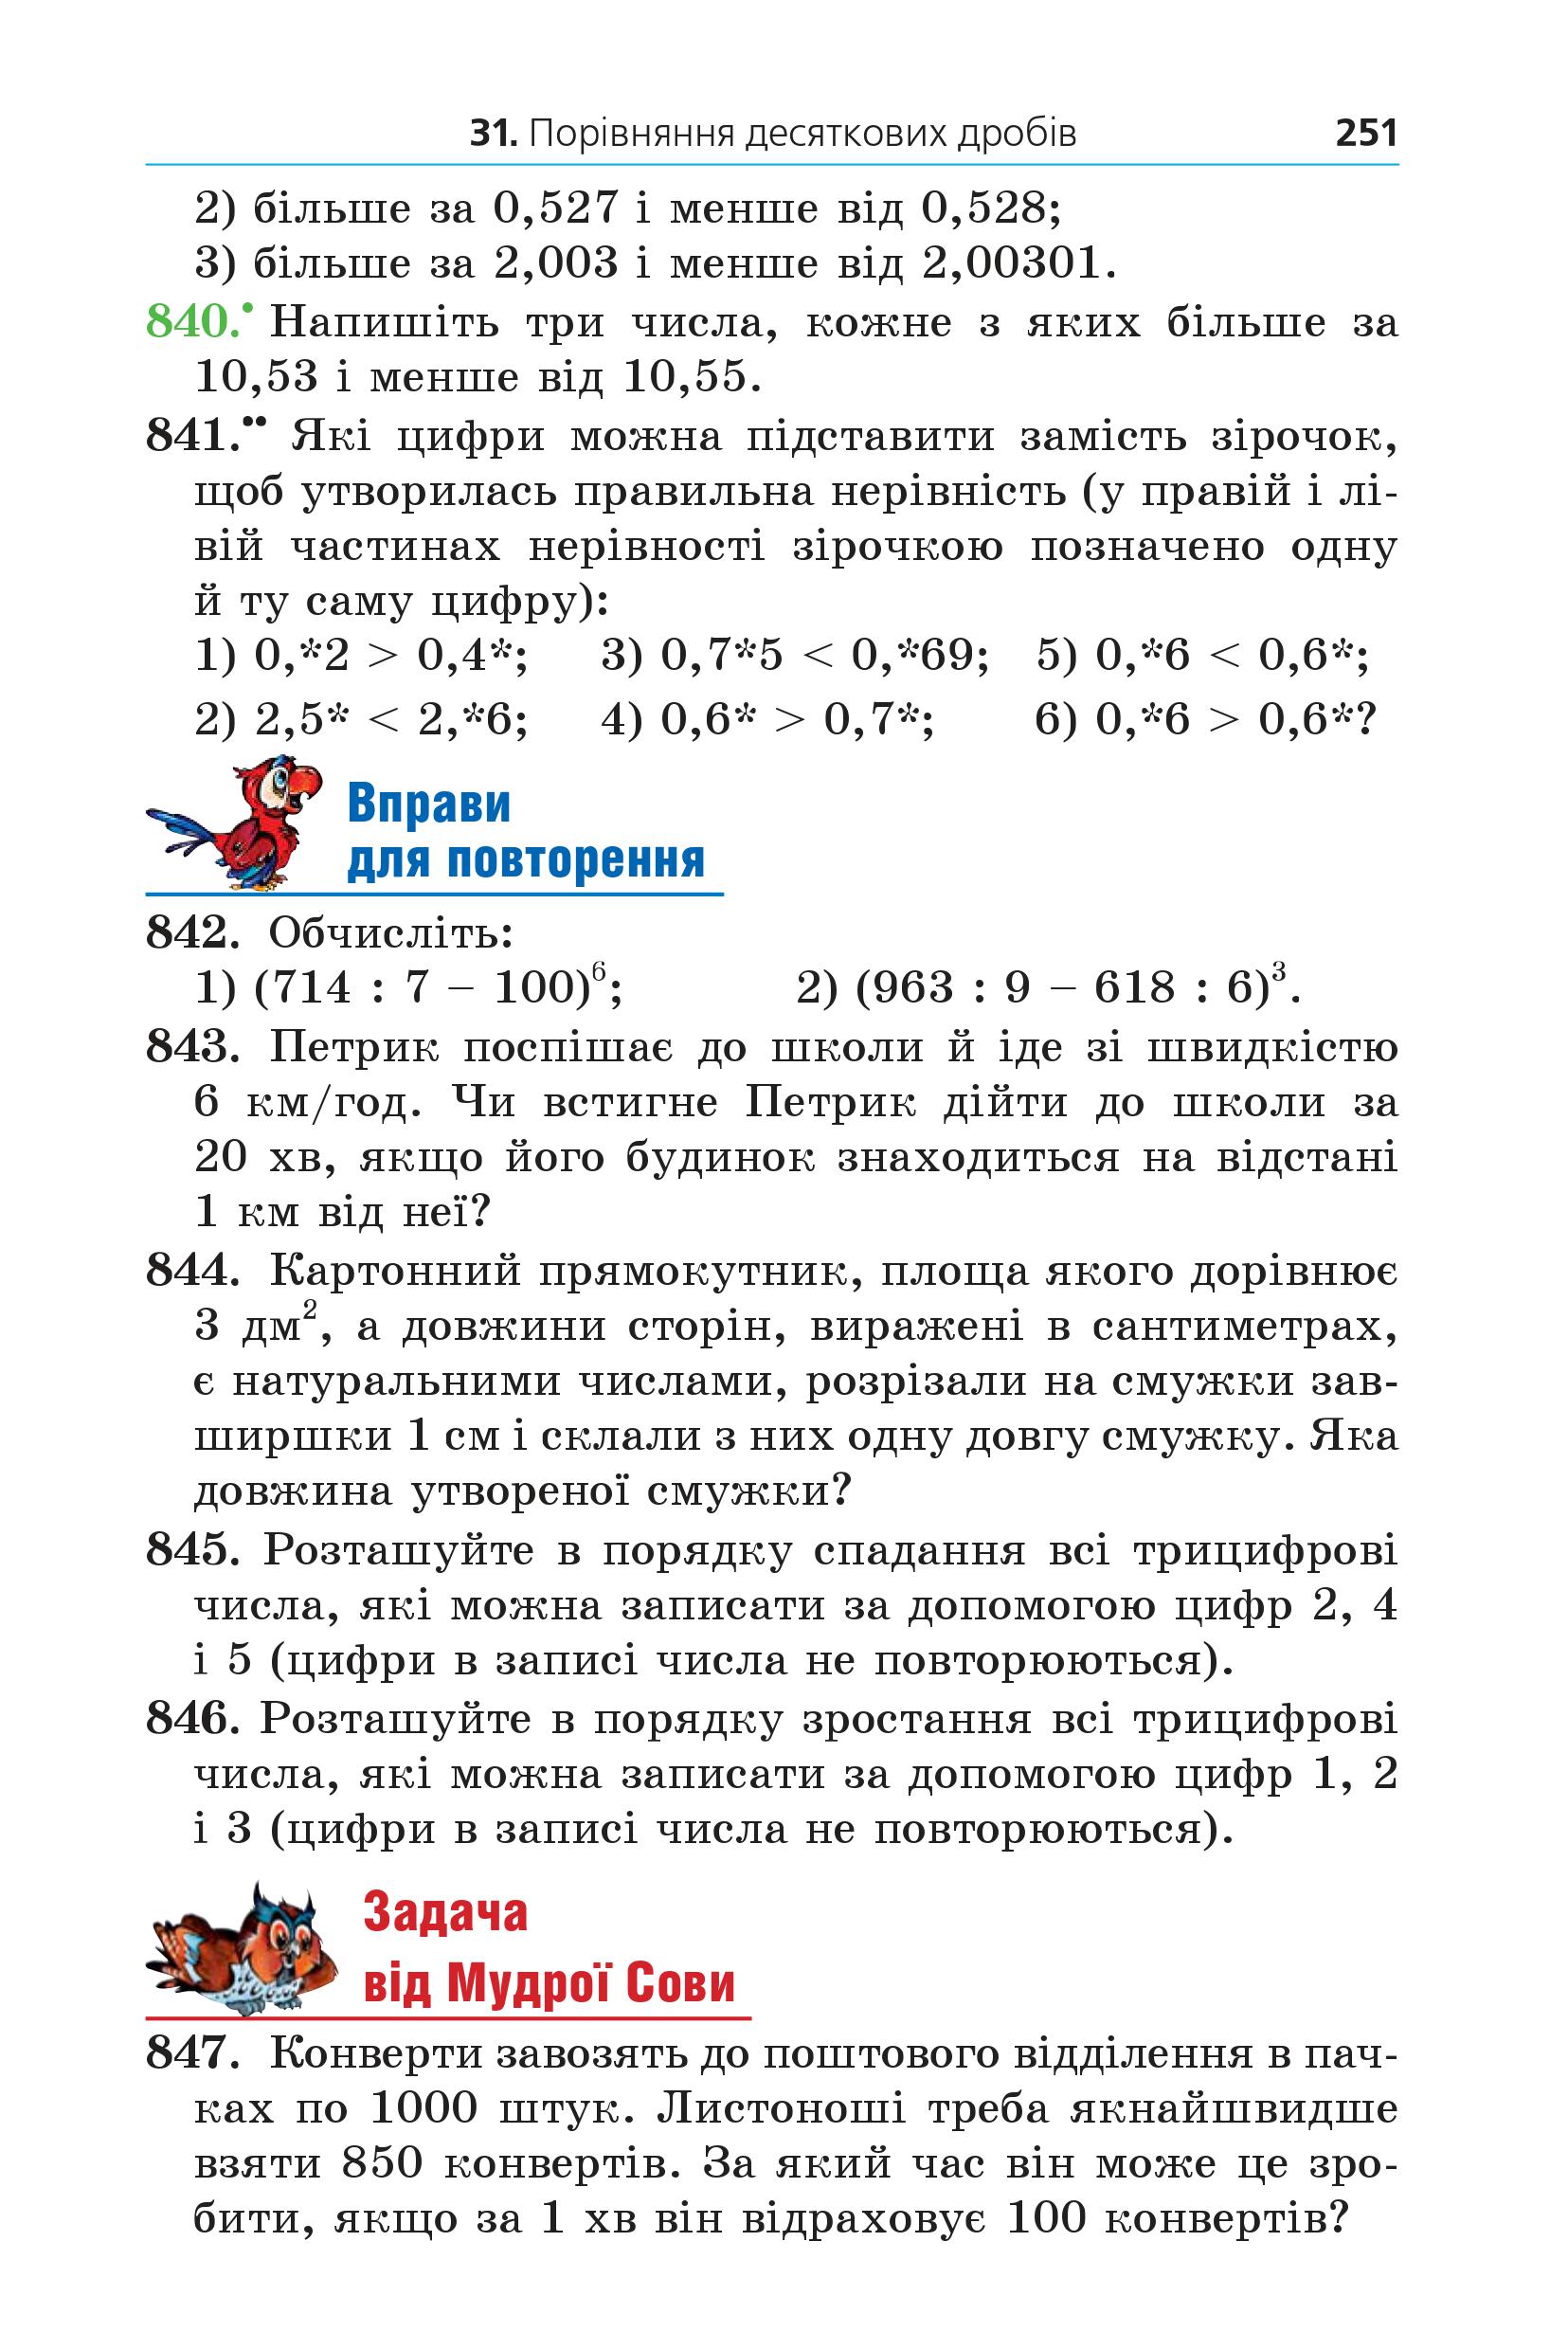 31. Порівняння десяткових дробів 251
2) більше за 0,527 і менше від 0,528;
3) більше за 2,003 і менше від 2,00301.
840.• Напишіть три числа, кожне з яких більше за
10,53 і менше від 10,55.
841.•• Які цифри можна підставити замість зірочок,
щоб утворилась правильна нерівність (у правій і лі-
вій частинах нерівності зірочкою позначено одну
й ту саму цифру):
1) 0,*2 > 0,4*; 3) 0,7*5 < 0,*69; 5) 0,*6 < 0,6*;
2) 2,5* < 2,*6; 4) 0,6* > 0,7*; 6) 0,*6 > 0,6*?
Вправи
для повторення
842. Обчисліть:
1) (714 : 7 – 100)⁶; 2) (963 : 9 – 618 : 6)³.
843. Петрик поспішає до школи й іде зі швидкістю
6 км/год. Чи встигне Петрик дійти до школи за
20 хв, якщо його будинок знаходиться на відстані
1 км від неї?
844. Картонний прямокутник, площа якого дорівнює
3 дм², а довжини сторін, виражені в сантиметрах,
є натуральними числами, розрізали на смужки зав-
ширшки 1 см і склали з них одну довгу смужку. Яка
довжина утвореної смужки?
845. Розташуйте в порядку спадання всі трицифрові
числа, які можна записати за допомогою цифр 2, 4
і 5 (цифри в записі числа не повторюються).
846. Розташуйте в порядку зростання всі трицифрові
числа, які можна записати за допомогою цифр 1, 2
і 3 (цифри в записі числа не повторюються).
Задача
від Мудрої Сови
847. Конверти завозять до поштового відділення в пач-
ках по 1000 штук. Листоноші треба якнайшвидше
взяти 850 конвертів. За який час він може це зро-
бити, якщо за 1 хв він відраховує 100 конвертів?